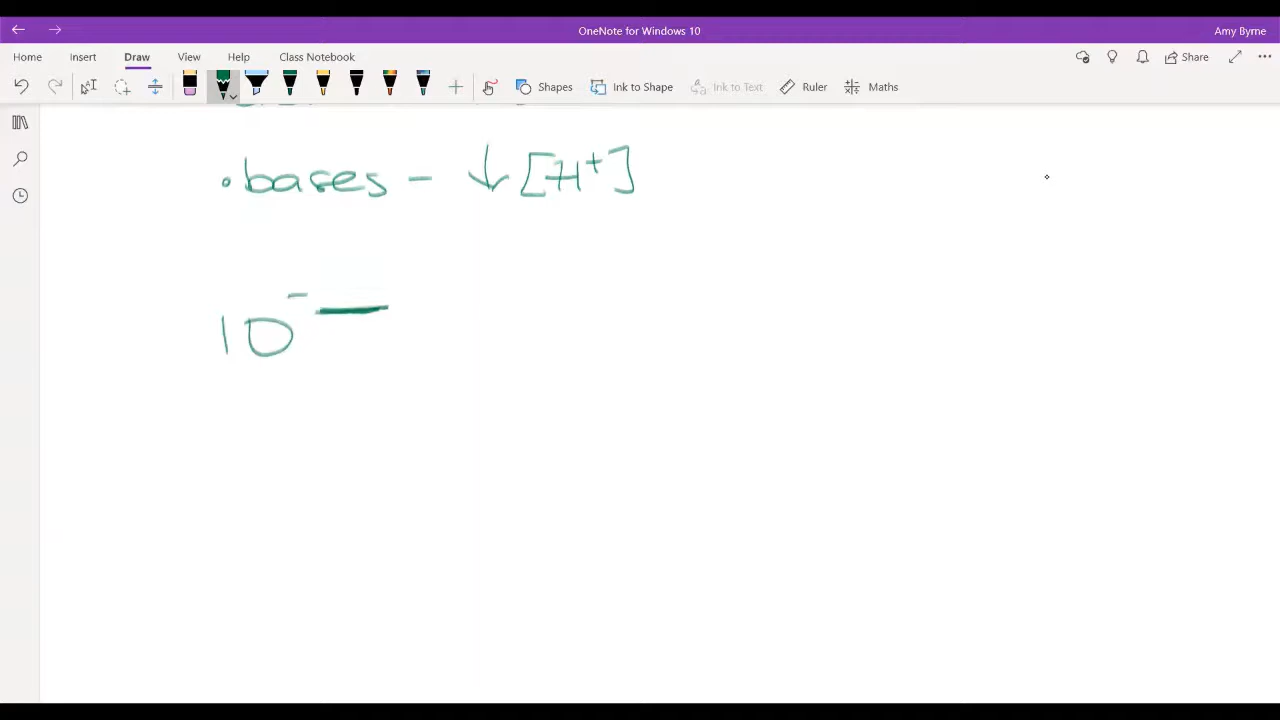 OneNote for Windows 10
Amy Byrne
Home Insert Draw View Help Class Notebook
Share
Shapes Ink to Shape Ink to Text Ruler Maths
• bases - ↓ [H+]
10⁻